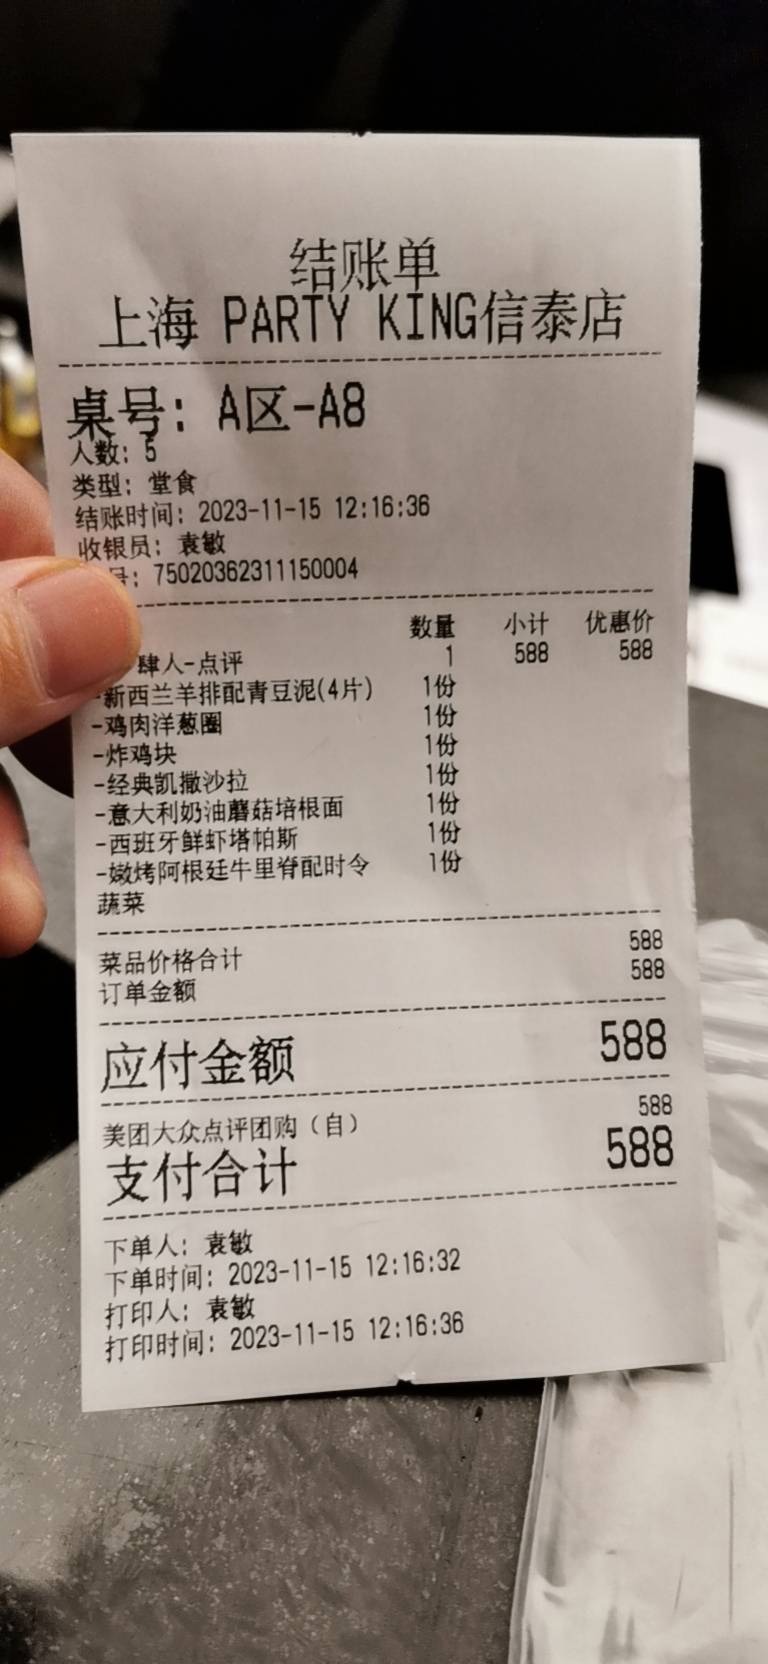 结账单
上海 PARTY KING信泰店
桌号: A区-A8
人数: 5
类型: 堂食
结账时间: 2023-11-15 12:16:36
收银员: 袁敏
号: 75020362311150004
数量 小计 优惠价
肆人-点评 1 588 588
-新西兰羊排配青豆泥(4片) 1份
-鸡肉洋葱圈 1份
-炸鸡块 1份
-经典凯撒沙拉 1份
-意大利奶油蘑菇培根面 1份
-西班牙鲜虾塔帕斯 1份
-嫩烤阿根廷牛里脊配时令 1份
蔬菜
菜品价格合计 588
订单金额 588
应付金额 588
美团大众点评团购（自） 588
支付合计 588
下单人: 袁敏
下单时间: 2023-11-15 12:16:32
打印人: 袁敏
打印时间: 2023-11-15 12:16:36